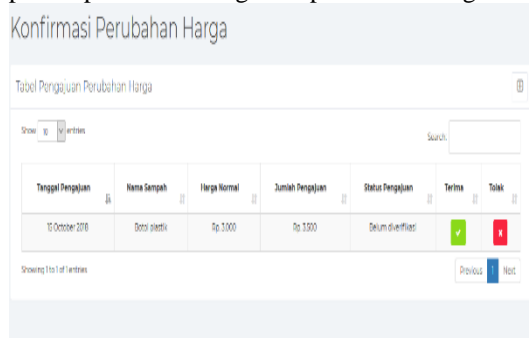 Konfirmasi Perubahan Harga
Tabel Pengajuan Perubahan Harga
Show 10 entries
Search:
Tanggal Pengajuan Nama Sampah Harga Normal Jumlah Pengajuan Status Pengajuan Terima Tolak
15 October 2018 Botol plastik Rp. 3.000 Rp. 3.500 Belum diverifikasi
Showing 1 to 1 of 1 entries
Previous 1 Next